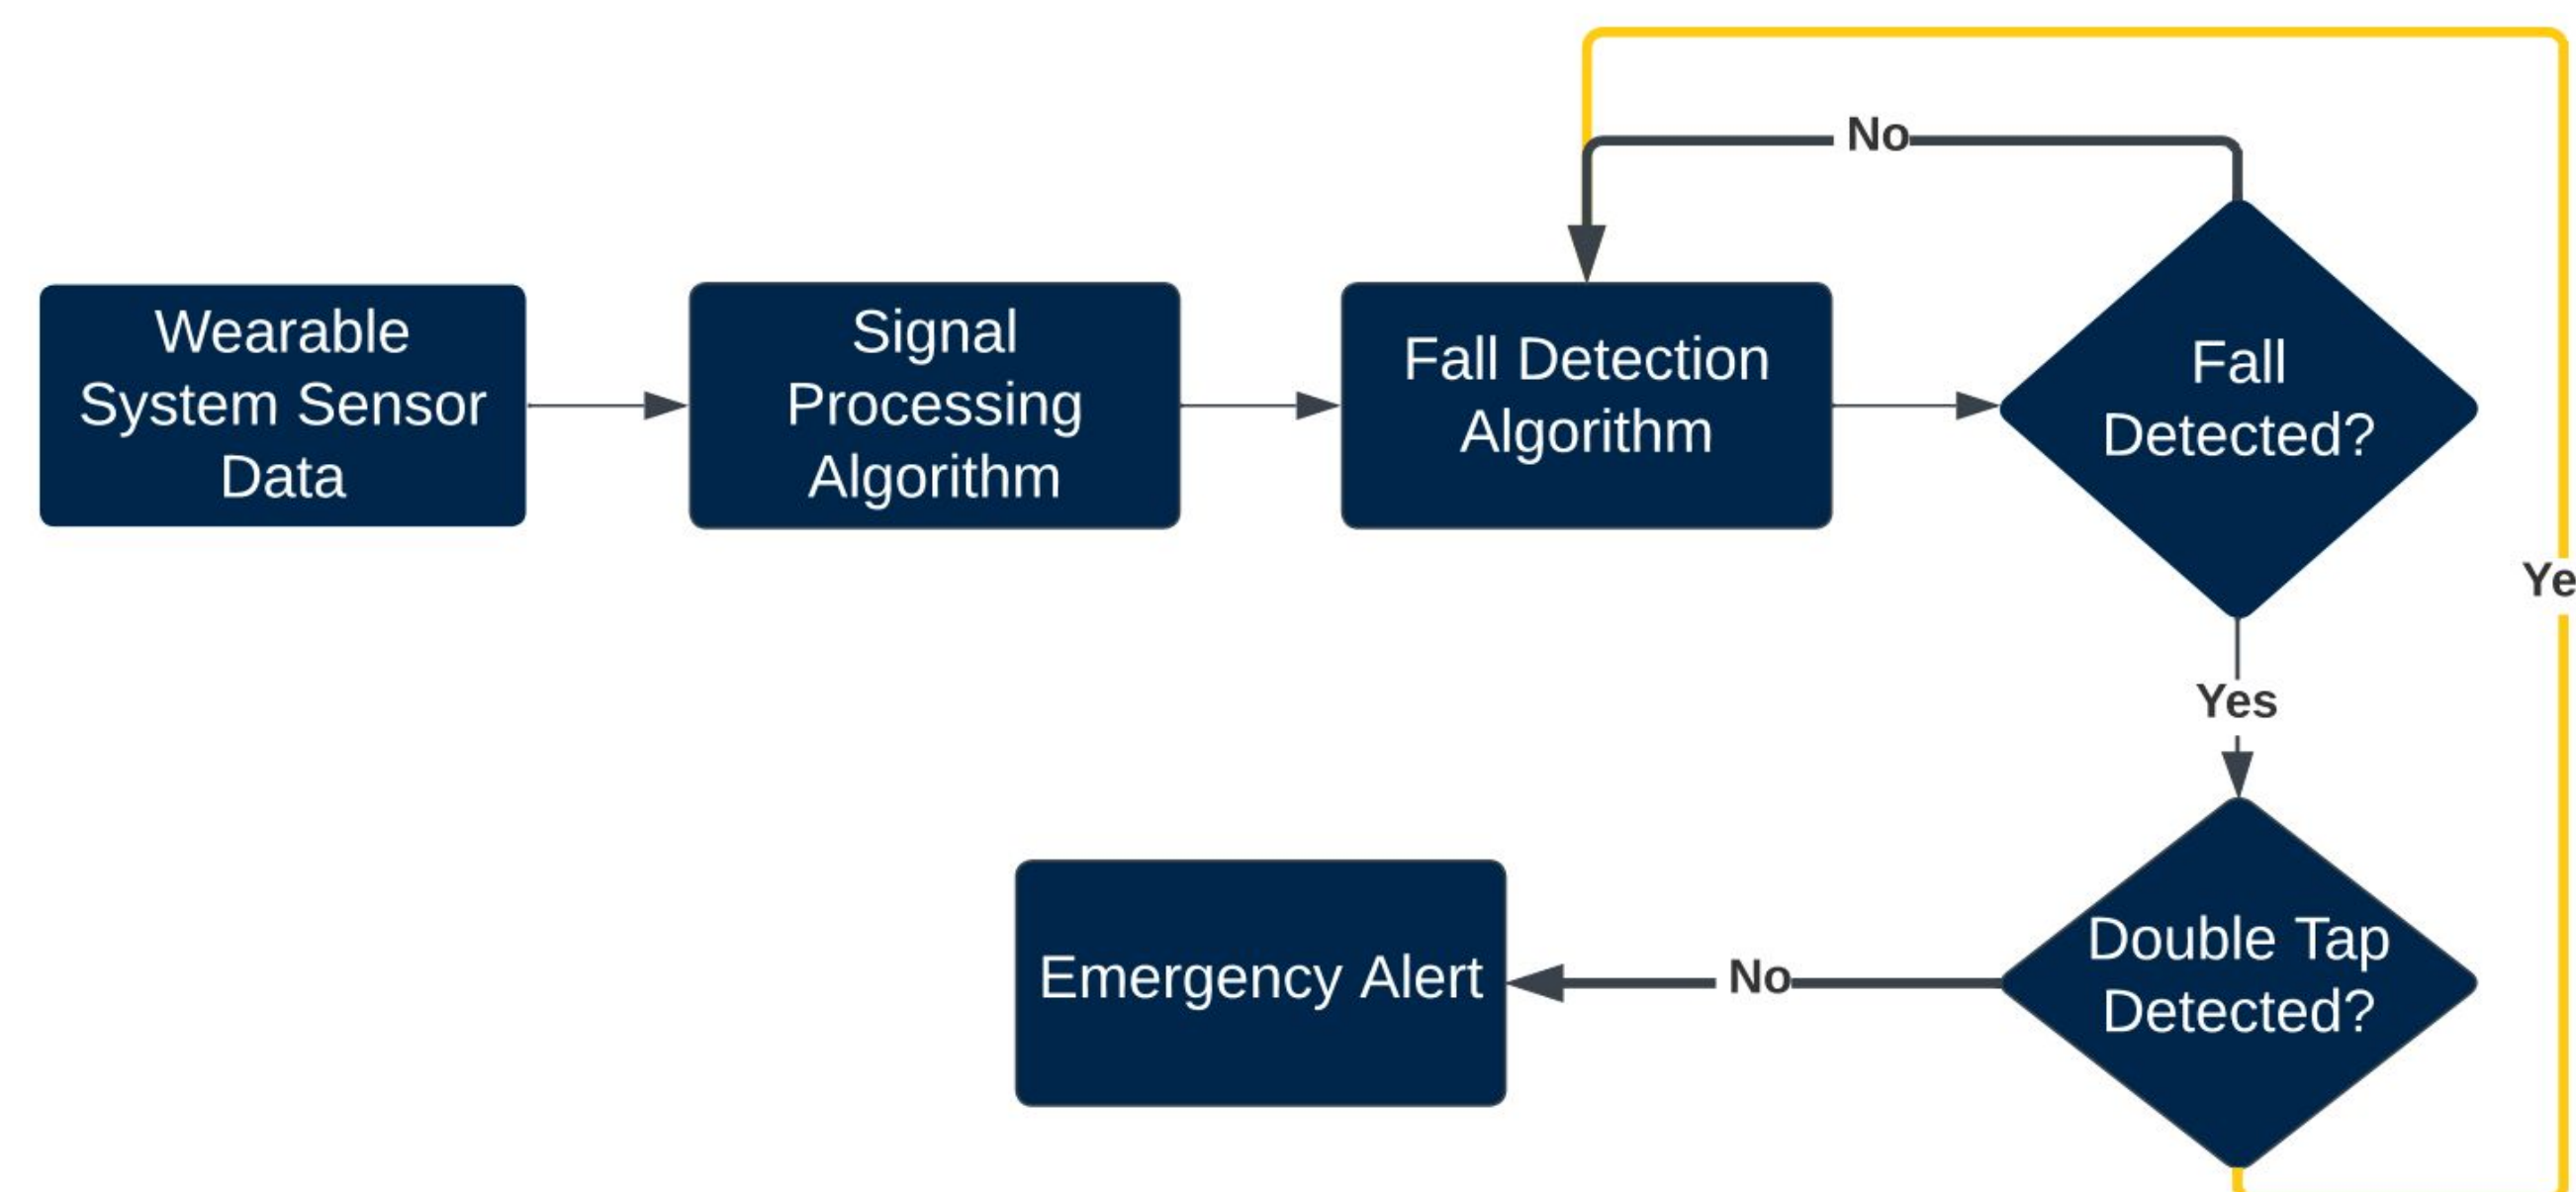 No
Wearable
System Sensor
Data
Signal
Processing
Algorithm
Fall Detection
Algorithm
Fall
Detected?
Ye
Yes
Emergency Alert
No
Double Tap
Detected?